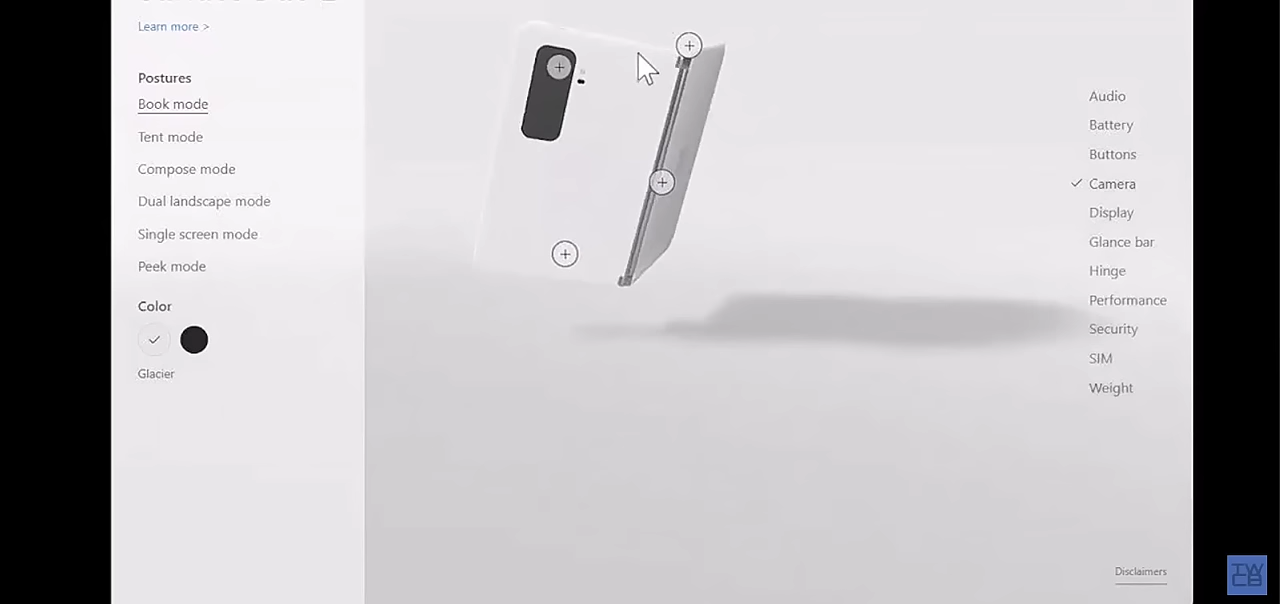 Learn more >
Postures
Book mode
Tent mode
Compose mode
Dual landscape mode
Single screen mode
Peek mode
Color
Glacier
Audio
Battery
Buttons
Camera
Display
Glance bar
Hinge
Performance
Security
SIM
Weight
Disclaimers
TWCB